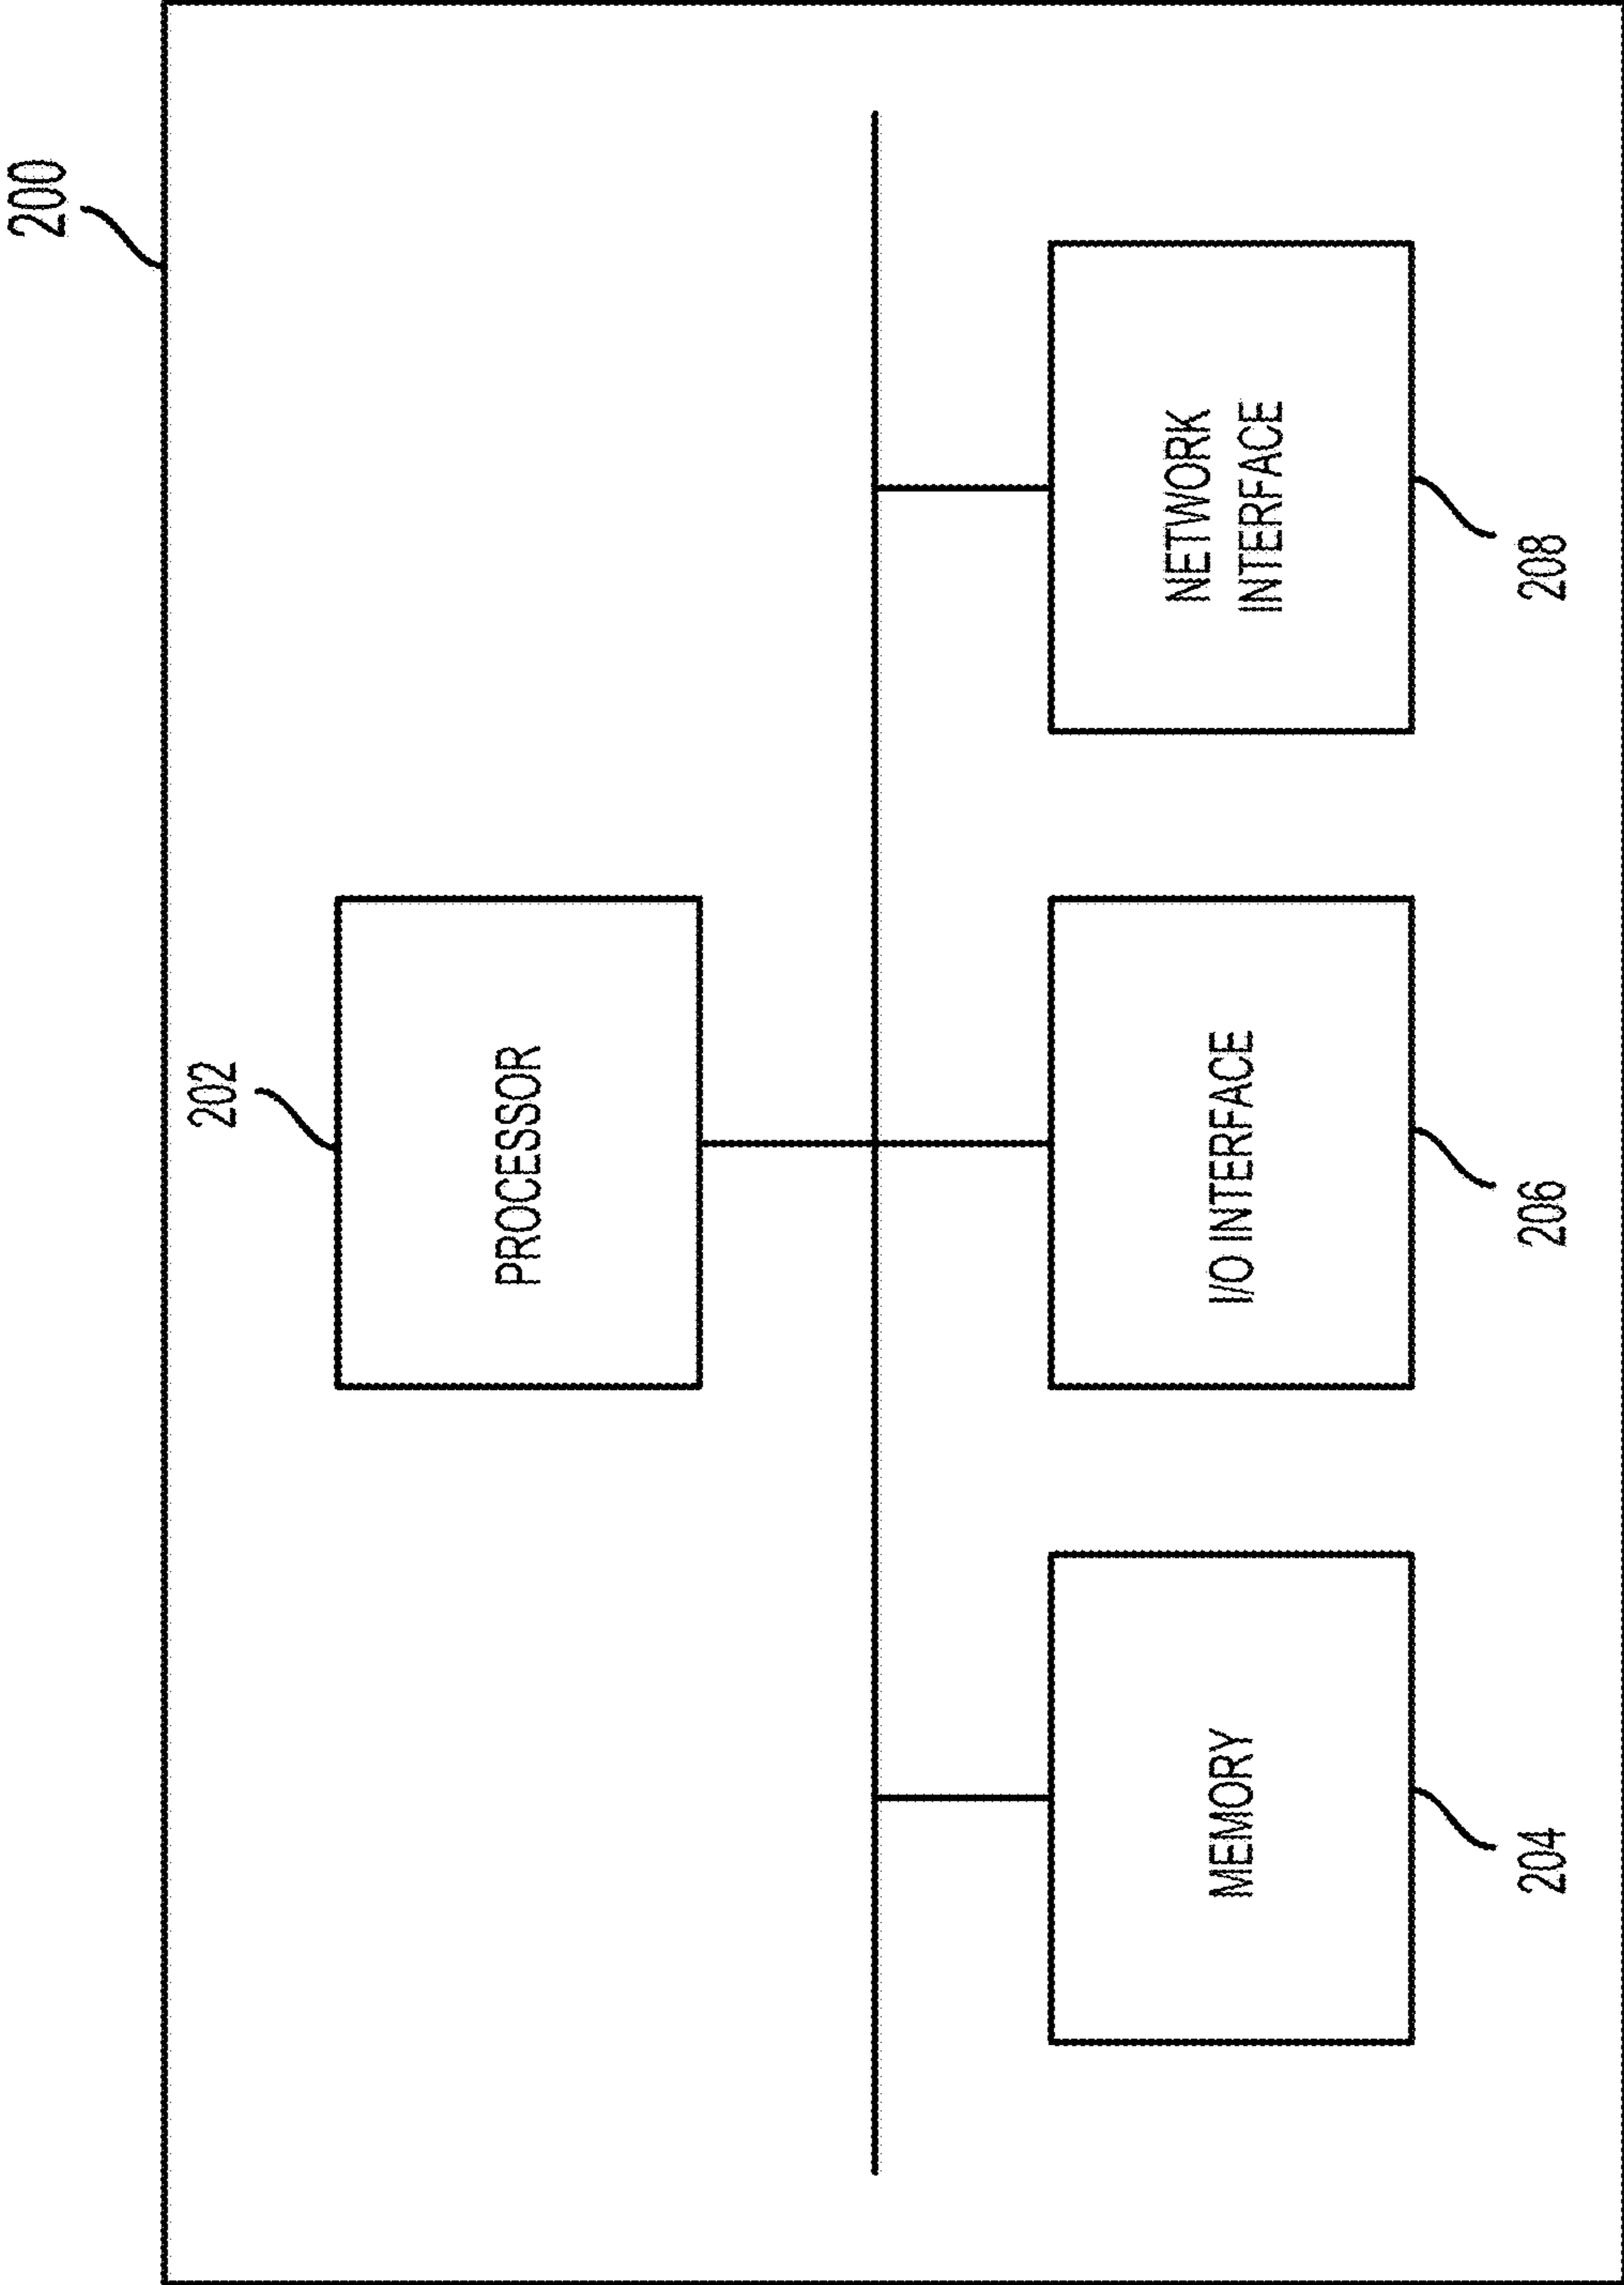 200
202
PROCESSOR
MEMORY
I/O INTERFACE
NETWORK
INTERFACE
204
206
208